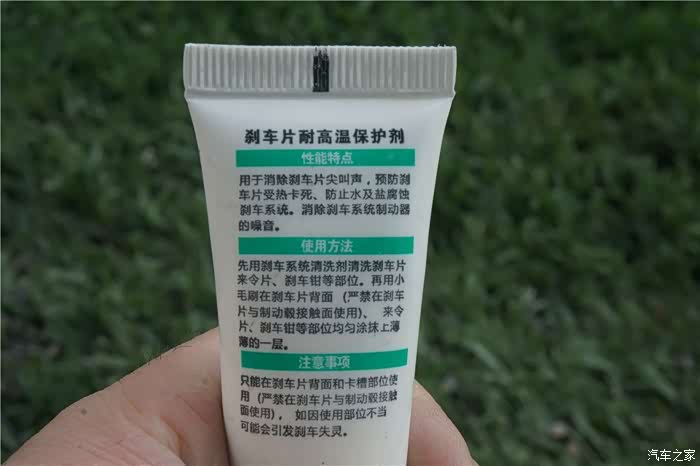 刹车片耐高温保护剂
性能特点
用于消除刹车片尖叫声，预防刹
车片受热卡死、防止水及盐腐蚀
刹车系统。消除刹车系统制动器
的噪音。
使用方法
先用刹车系统清洗剂清洗刹车片
来令片、刹车钳等部位。再用小
毛刷在刹车片背面（严禁在刹车
片与制动毂接触面使用）、来令
片、刹车钳等部位均匀涂抹上薄
薄的一层。
注意事项
只能在刹车片背面和卡槽部位使
用（严禁在刹车片与制动毂接触
面使用），如因使用部位不当
可能会引发刹车失灵。
汽车之家